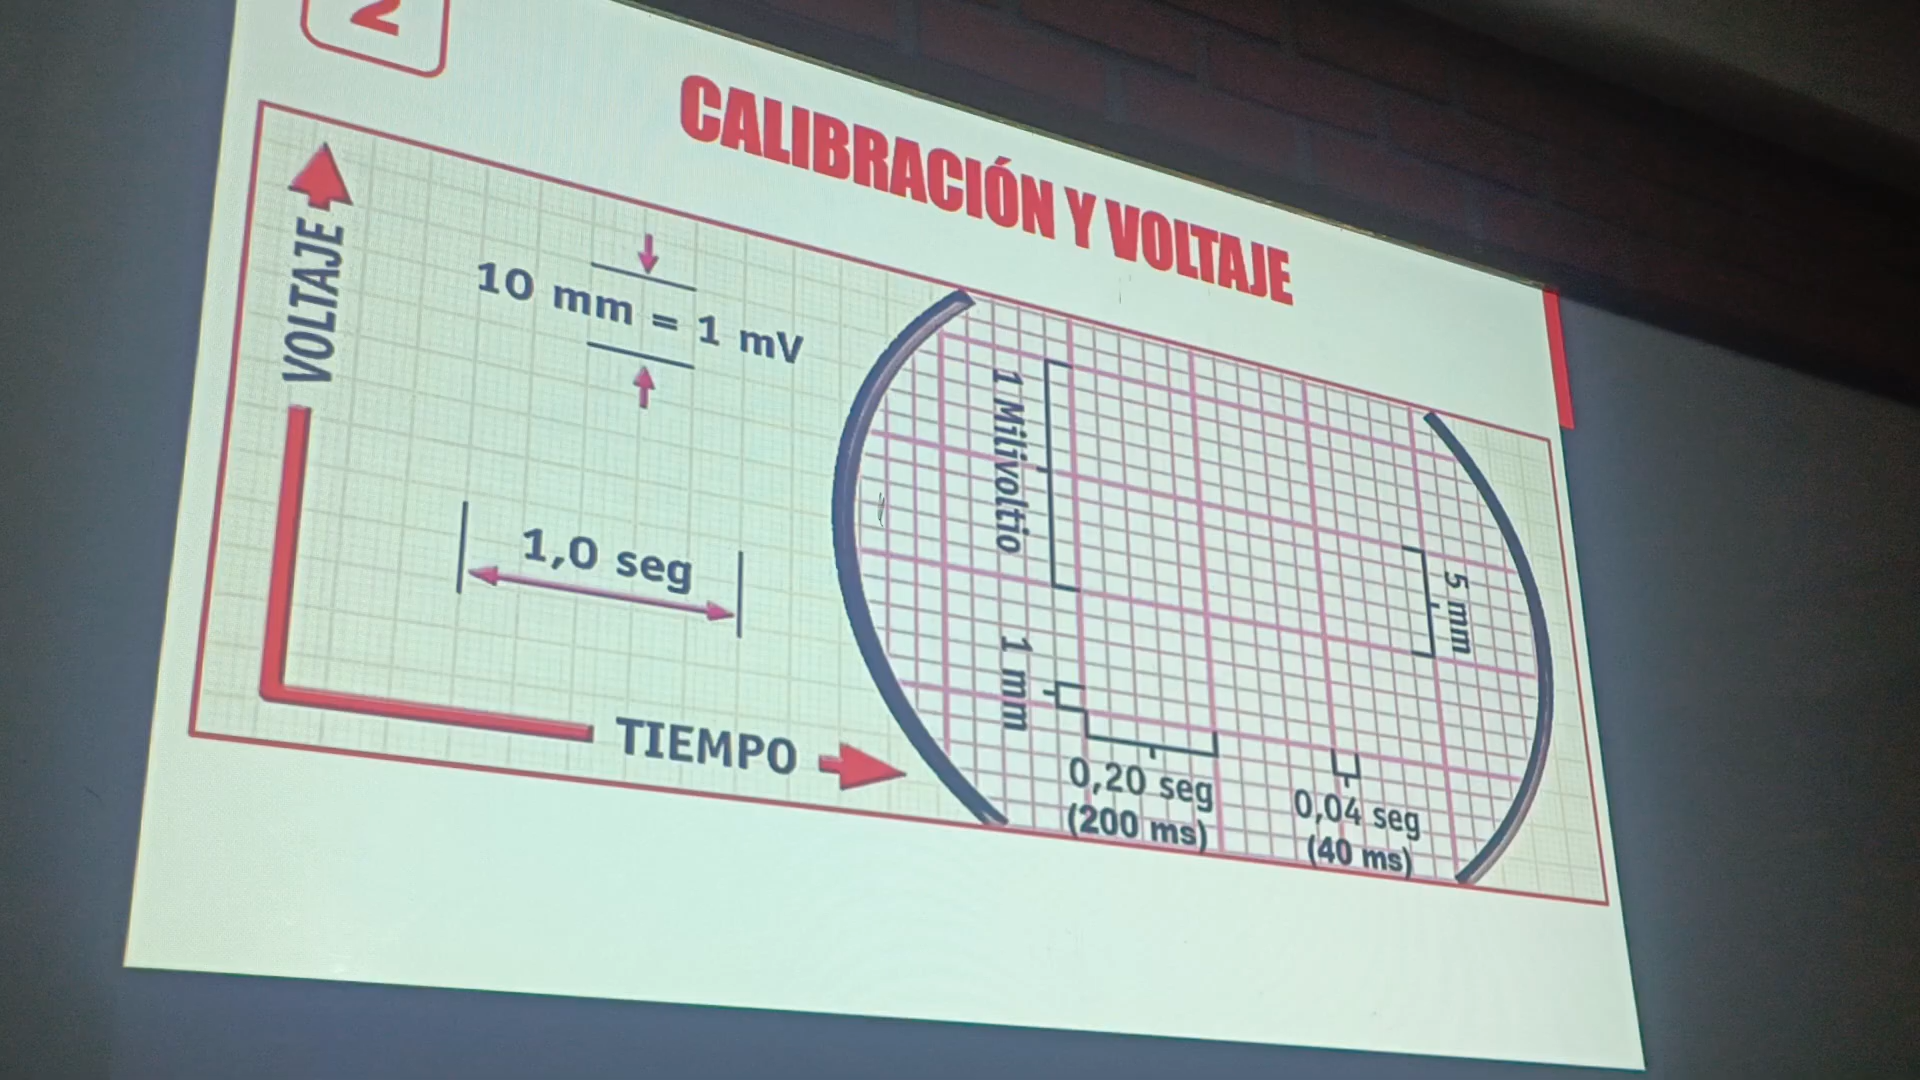 2
CALIBRACIÓN Y VOLTAJE
VOLTAJE
10 mm = 1 mV
1,0 seg
TIEMPO
1 Milivoltio
1 mm
5 mm
0,20 seg
(200 ms)
0,04 seg
(40 ms)